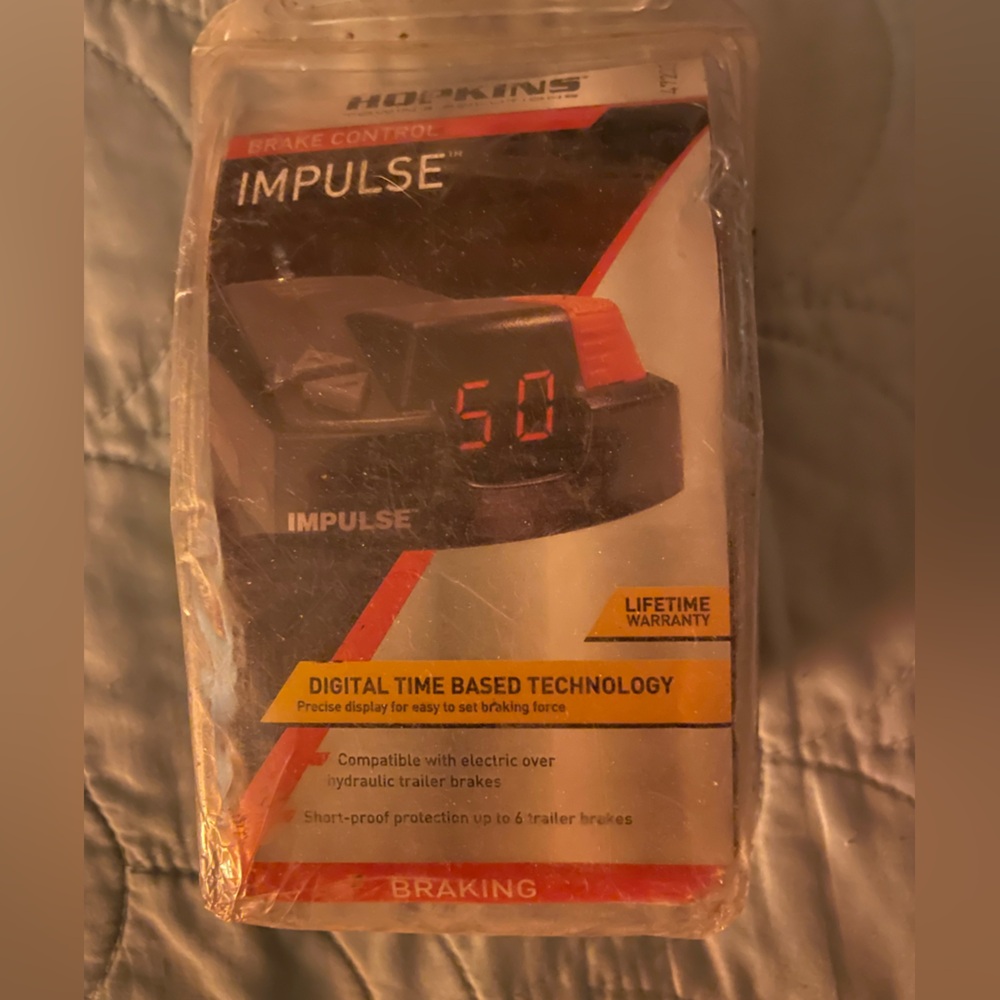 HOPKINS
BRAKE CONTROL
IMPULSE™
50
IMPULSE
LIFETIME
WARRANTY
DIGITAL TIME BASED TECHNOLOGY
Precise display for easy to set braking force
Compatible with electric over
hydraulic trailer brakes
Short-proof protection up to 6 trailer brakes
BRAKING